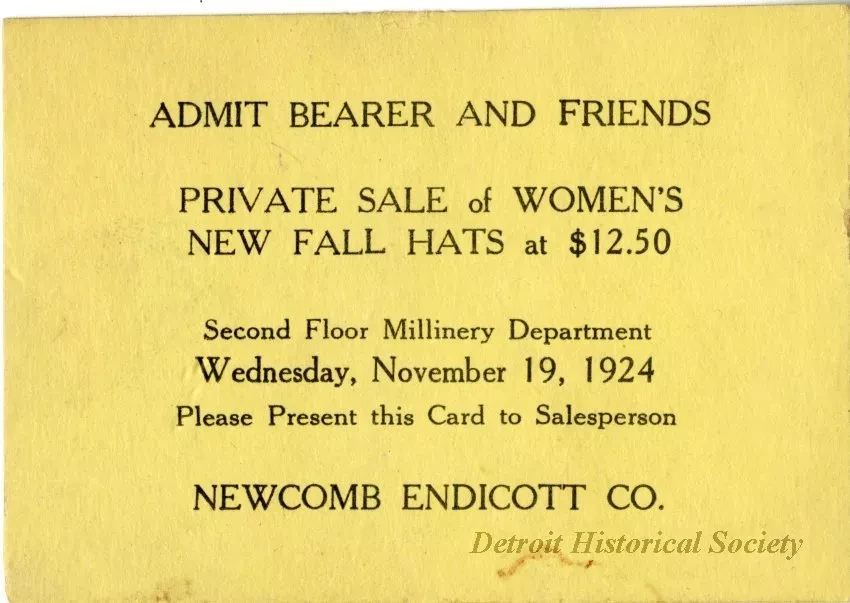 ADMIT BEARER AND FRIENDS
PRIVATE SALE of WOMEN'S
NEW FALL HATS at $12.50
Second Floor Millinery Department
Wednesday, November 19, 1924
Please Present this Card to Salesperson
NEWCOMB ENDICOTT CO.
Detroit Historical Society